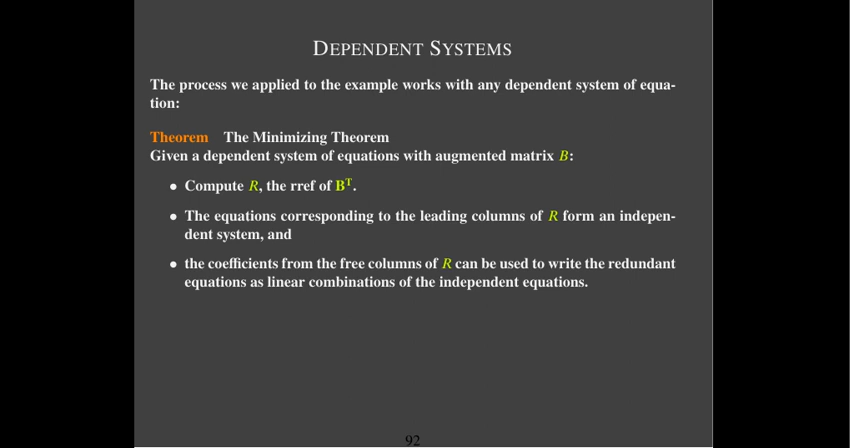 DEPENDENT SYSTEMS
The process we applied to the example works with any dependent system of equa-
tion:
Theorem The Minimizing Theorem
Given a dependent system of equations with augmented matrix B:
• Compute R, the rref of Bᵀ.
• The equations corresponding to the leading columns of R form an indepen-
dent system, and
• the coefficients from the free columns of R can be used to write the redundant
equations as linear combinations of the independent equations.
92